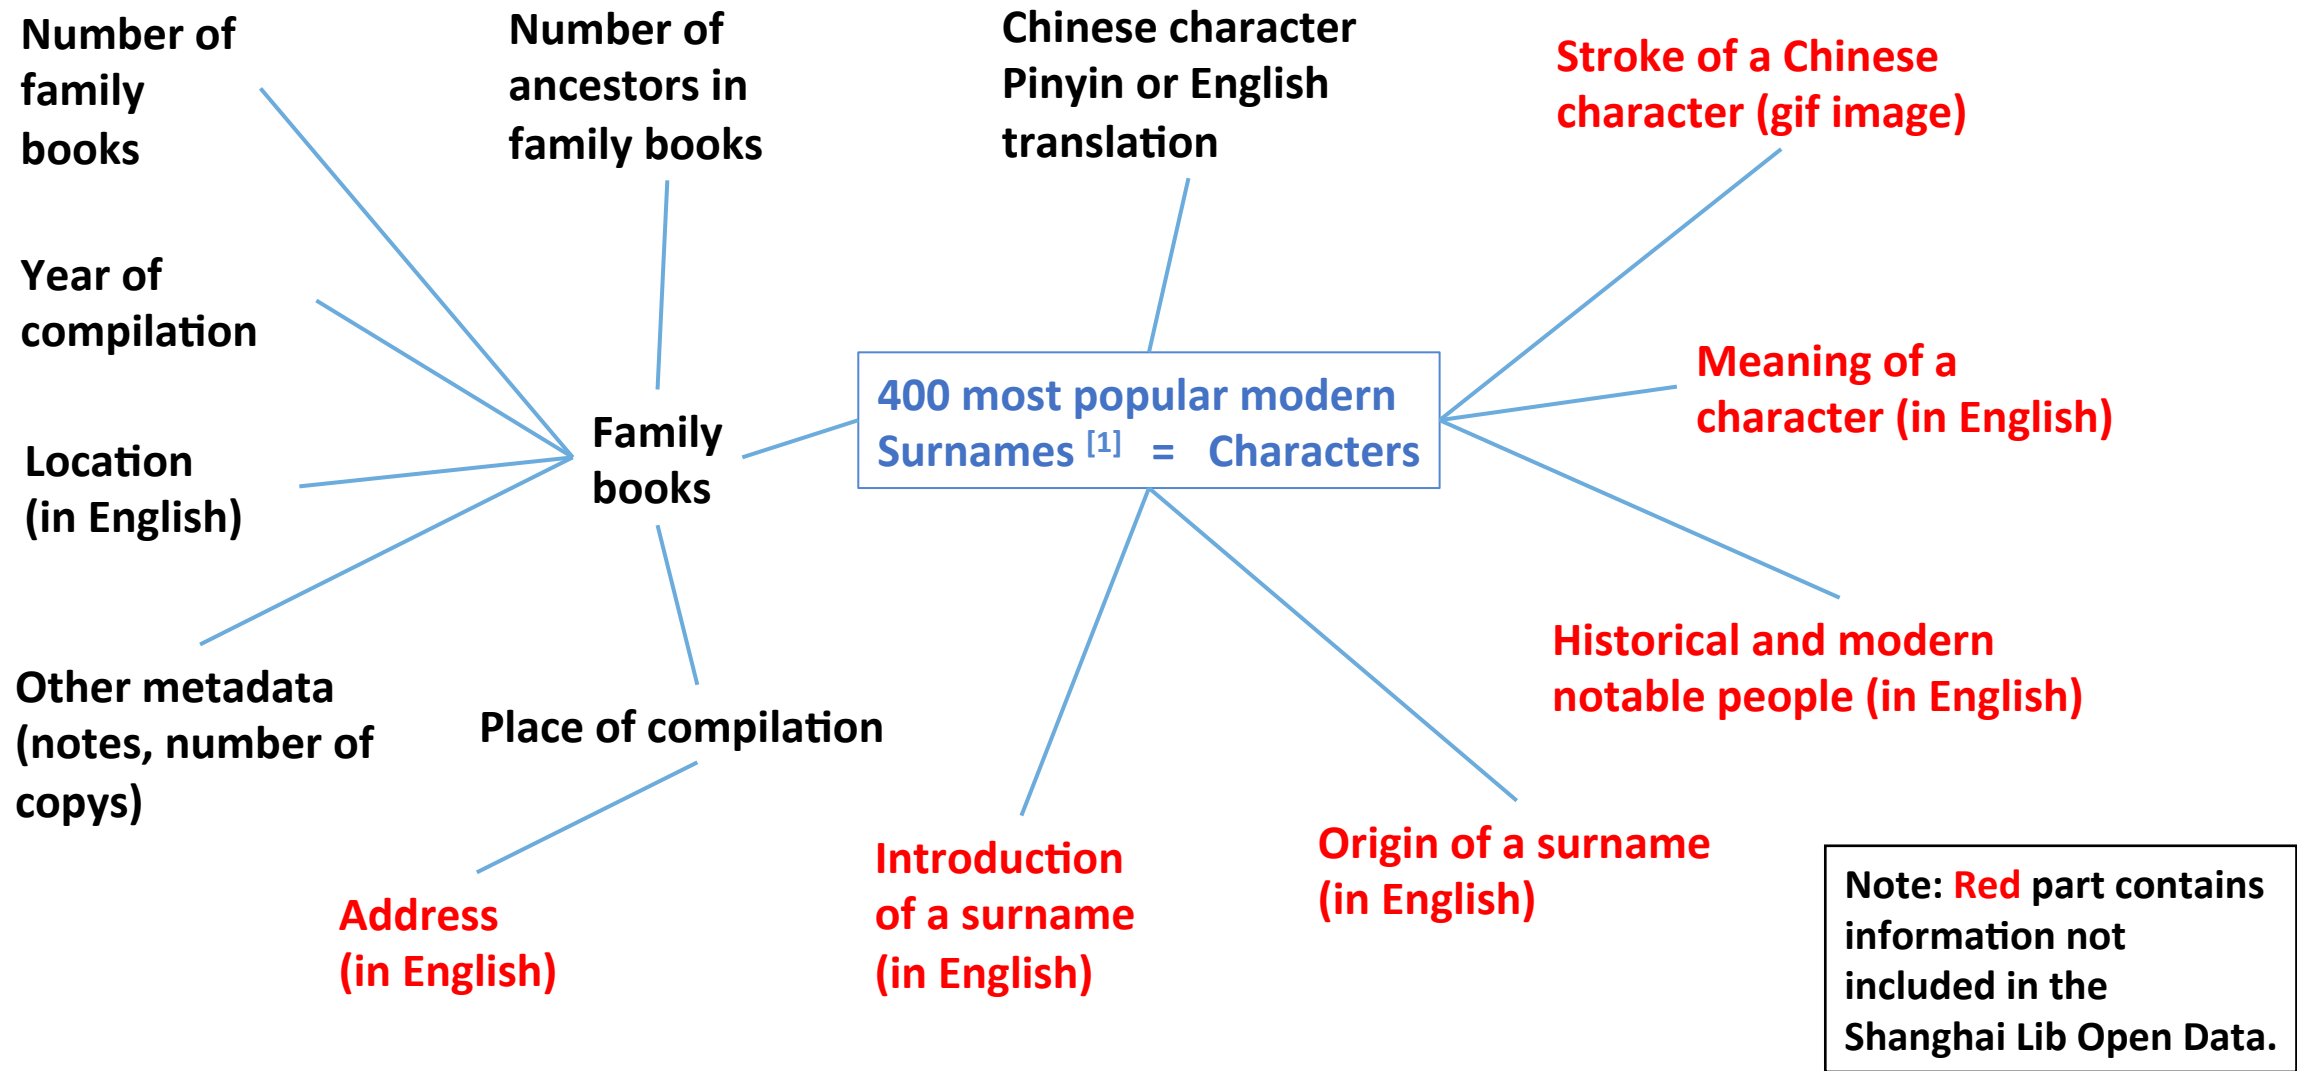 Number of
family
books
Number of
ancestors in
family books
Chinese character
Pinyin or English
translation
Stroke of a Chinese
character (gif image)
Year of
compilation
Meaning of a
character (in English)
400 most popular modern
Surnames [1] = Characters
Family
books
Location
(in English)
Historical and modern
notable people (in English)
Other metadata
(notes, number of
copys)
Place of compilation
Introduction
of a surname
(in English)
Origin of a surname
(in English)
Address
(in English)
Note: Red part contains
information not
included in the
Shanghai Lib Open Data.